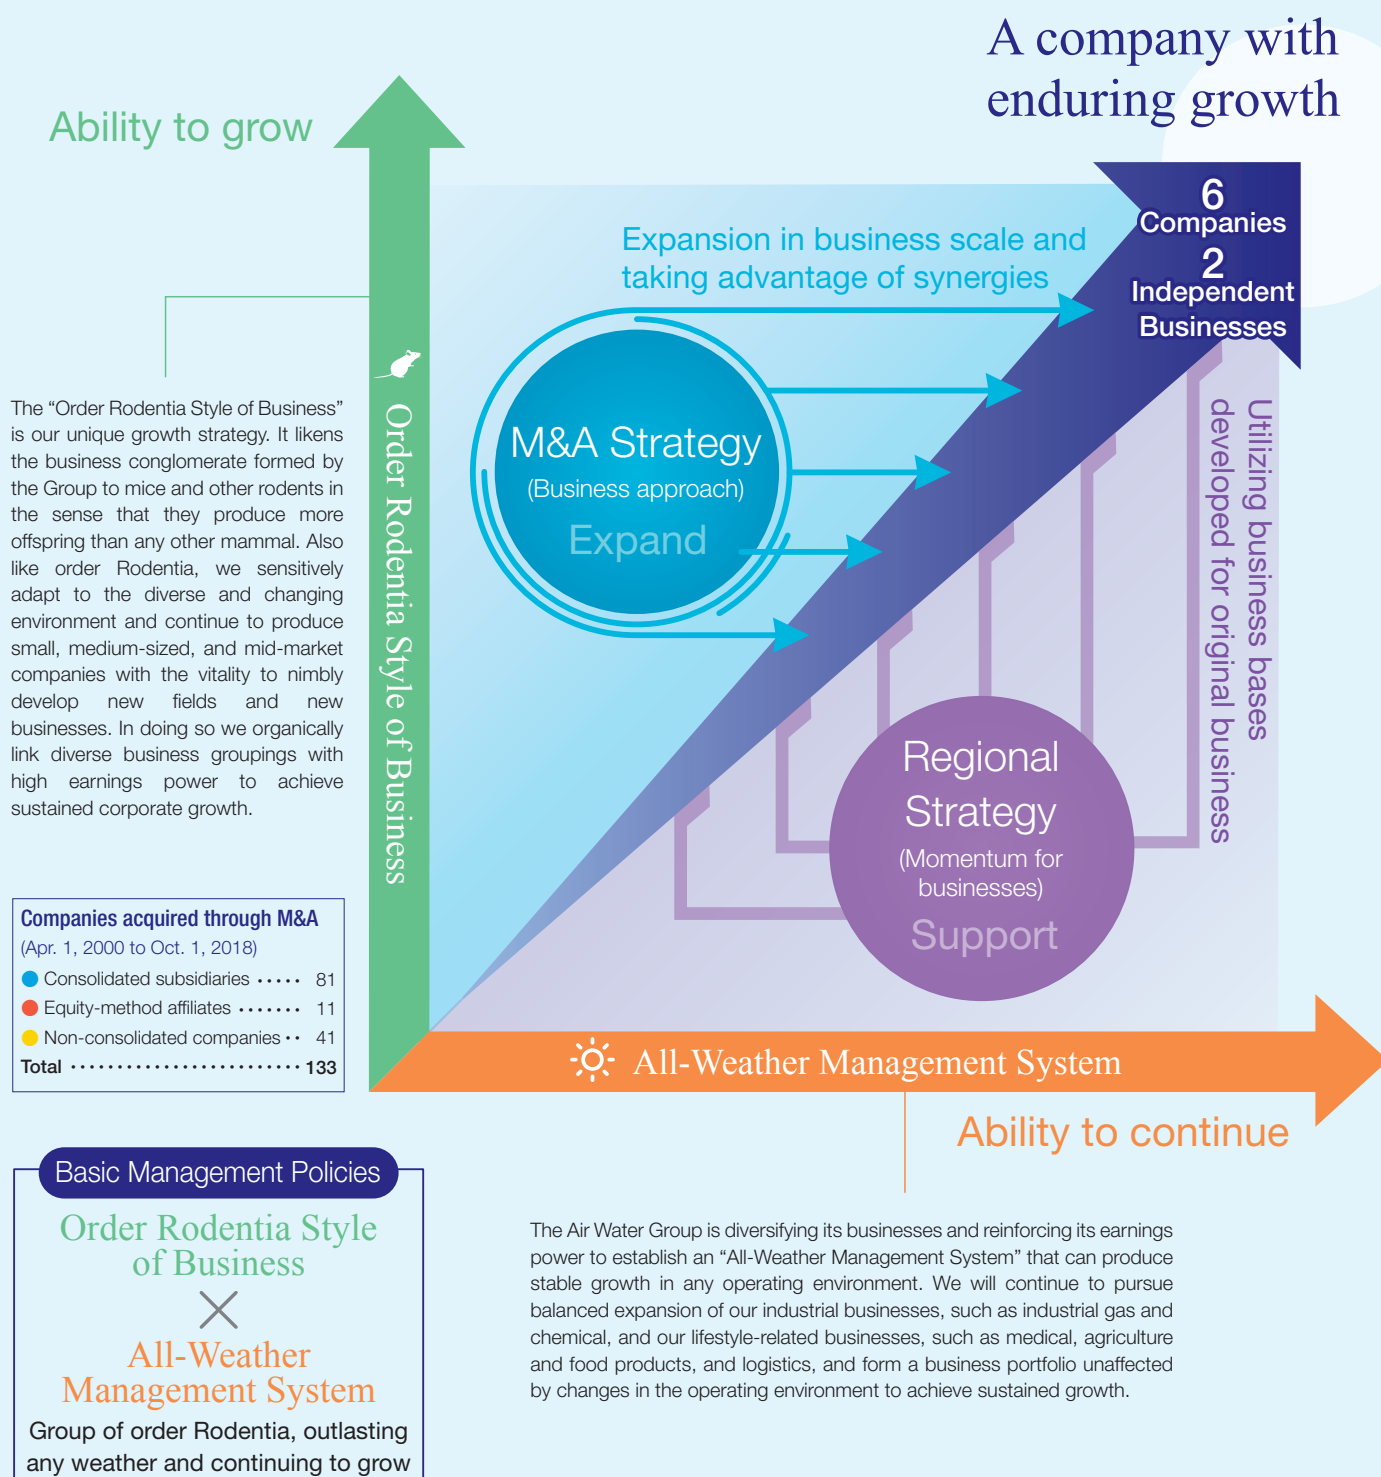 A company with
enduring growth
Ability to grow
6
Companies
2
Independent
Businesses
Expansion in business scale and
taking advantage of synergies
M&A Strategy
(Business approach)
Expand
Order Rodentia Style of Business
The “Order Rodentia Style of Business”
is our unique growth strategy. It likens
the business conglomerate formed by
the Group to mice and other rodents in
the sense that they produce more
offspring than any other mammal. Also
like order Rodentia, we sensitively
adapt to the diverse and changing
environment and continue to produce
small, medium-sized, and mid-market
companies with the vitality to nimbly
develop new fields and new
businesses. In doing so we organically
link diverse business groupings with
high earnings power to achieve
sustained corporate growth.
Utilizing business bases
developed for original business
Regional
Strategy
(Momentum for
businesses)
Support
Companies acquired through M&A
(Apr. 1, 2000 to Oct. 1, 2018)
Consolidated subsidiaries ····· 81
Equity-method affiliates ······· 11
Non-consolidated companies ·· 41
Total ························· 133
All-Weather Management System
Ability to continue
Basic Management Policies
Order Rodentia Style
of Business
×
All-Weather
Management System
Group of order Rodentia, outlasting
any weather and continuing to grow
The Air Water Group is diversifying its businesses and reinforcing its earnings
power to establish an “All-Weather Management System” that can produce
stable growth in any operating environment. We will continue to pursue
balanced expansion of our industrial businesses, such as industrial gas and
chemical, and our lifestyle-related businesses, such as medical, agriculture
and food products, and logistics, and form a business portfolio unaffected
by changes in the operating environment to achieve sustained growth.